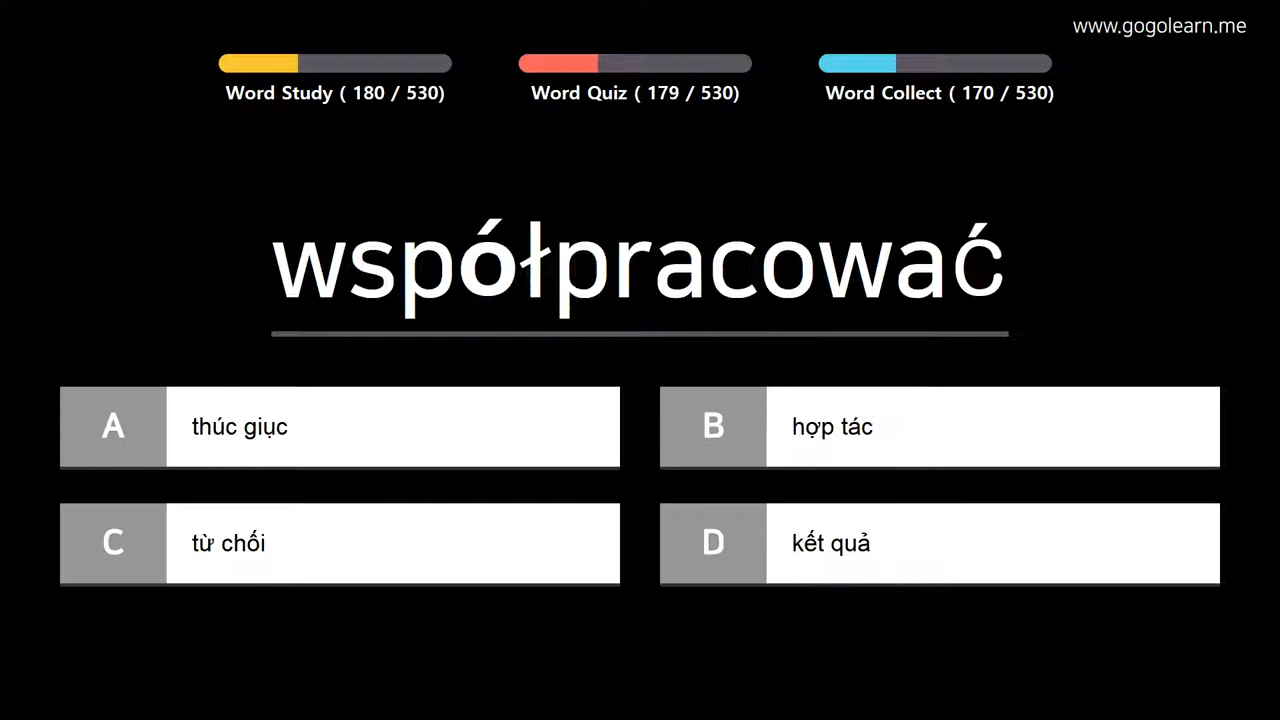 www.gogolearn.me
Word Study ( 180 / 530)
Word Quiz ( 179 / 530)
Word Collect ( 170 / 530)
współpracować
A thúc giục
B hợp tác
C từ chối
D kết quả